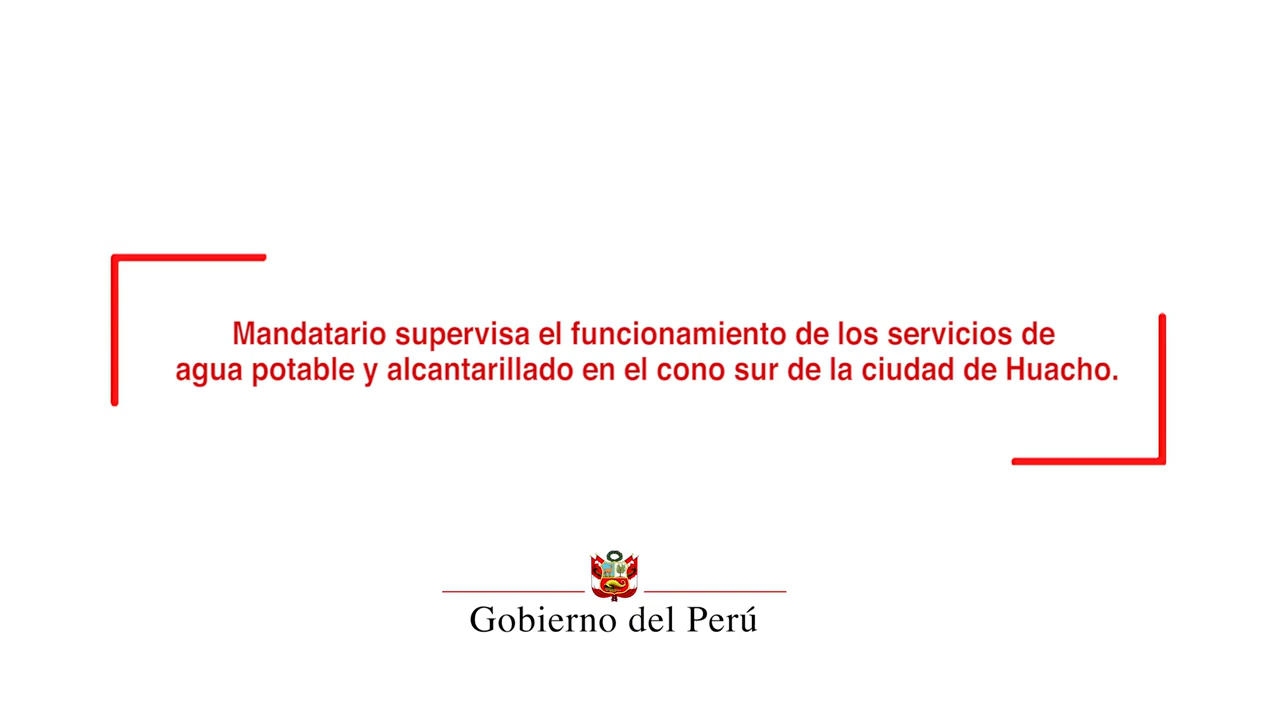 Mandatario supervisa el funcionamiento de los servicios de
agua potable y alcantarillado en el cono sur de la ciudad de Huacho.
Gobierno del Perú